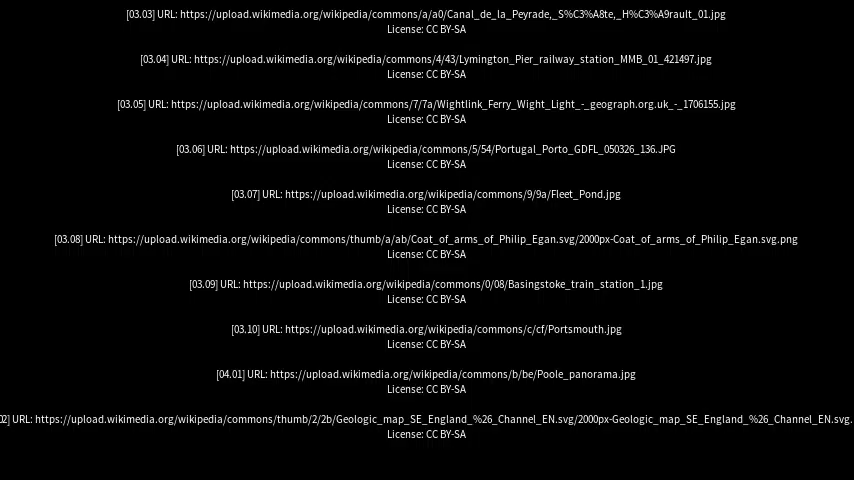 [03.03] URL: https://upload.wikimedia.org/wikipedia/commons/a/a0/Canal_de_la_Peyrade,_S%C3%A8te,_H%C3%A9rault_01.jpg
License: CC BY-SA
[03.04] URL: https://upload.wikimedia.org/wikipedia/commons/4/43/Lymington_Pier_railway_station_MMB_01_421497.jpg
License: CC BY-SA
[03.05] URL: https://upload.wikimedia.org/wikipedia/commons/7/7a/Wightlink_Ferry_Wight_Light_-_geograph.org.uk_-_1706155.jpg
License: CC BY-SA
[03.06] URL: https://upload.wikimedia.org/wikipedia/commons/5/54/Portugal_Porto_GDFL_050326_136.JPG
License: CC BY-SA
[03.07] URL: https://upload.wikimedia.org/wikipedia/commons/9/9a/Fleet_Pond.jpg
License: CC BY-SA
[03.08] URL: https://upload.wikimedia.org/wikipedia/commons/thumb/a/ab/Coat_of_arms_of_Philip_Egan.svg/2000px-Coat_of_arms_of_Philip_Egan.svg.png
License: CC BY-SA
[03.09] URL: https://upload.wikimedia.org/wikipedia/commons/0/08/Basingstoke_train_station_1.jpg
License: CC BY-SA
[03.10] URL: https://upload.wikimedia.org/wikipedia/commons/c/cf/Portsmouth.jpg
License: CC BY-SA
[04.01] URL: https://upload.wikimedia.org/wikipedia/commons/b/be/Poole_panorama.jpg
License: CC BY-SA
02] URL: https://upload.wikimedia.org/wikipedia/commons/thumb/2/2b/Geologic_map_SE_England_%26_Channel_EN.svg/2000px-Geologic_map_SE_England_%26_Channel_EN.svg.
License: CC BY-SA